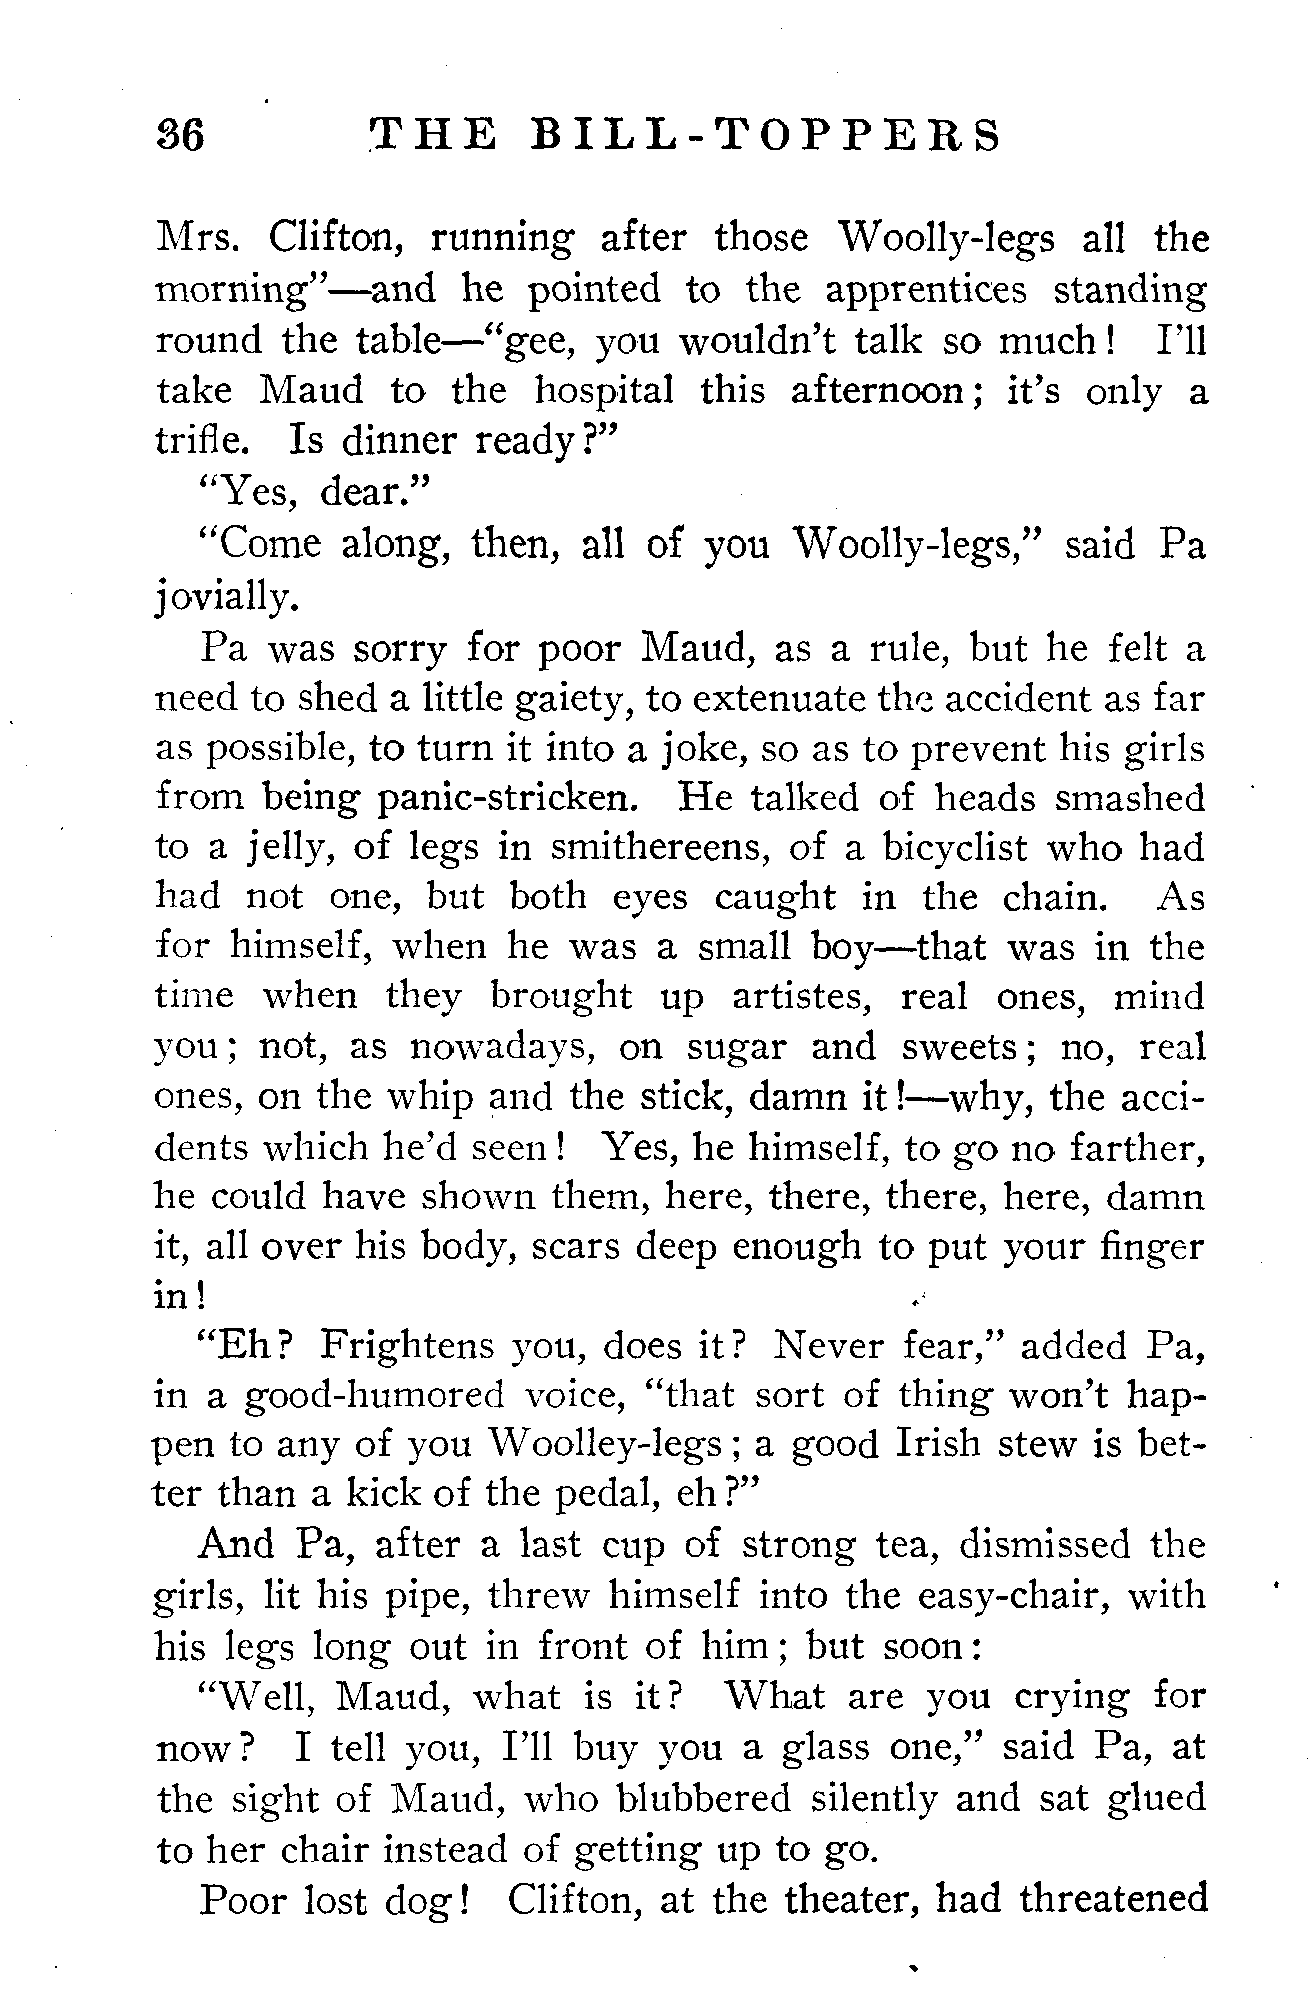 36 THE BILL-TOPPERS
Mrs. Clifton, running after those Woolly-legs all the
morning"—and he pointed to the apprentices standing
round the table—"gee, you wouldn't talk so much! I'll
take Maud to the hospital this afternoon; it's only a
trifle. Is dinner ready?"
"Yes, dear."
"Come along, then, all of you Woolly-legs," said Pa
jovially.
Pa was sorry for poor Maud, as a rule, but he felt a
need to shed a little gaiety, to extenuate the accident as far
as possible, to turn it into a joke, so as to prevent his girls
from being panic-stricken. He talked of heads smashed
to a jelly, of legs in smithereens, of a bicyclist who had
had not one, but both eyes caught in the chain. As
for himself, when he was a small boy—that was in the
time when they brought up artistes, real ones, mind
you; not, as nowadays, on sugar and sweets; no, real
ones, on the whip and the stick, damn it!—why, the acci-
dents which he'd seen! Yes, he himself, to go no farther,
he could have shown them, here, there, there, here, damn
it, all over his body, scars deep enough to put your finger
in!
"Eh? Frightens you, does it? Never fear," added Pa,
in a good-humored voice, "that sort of thing won't hap-
pen to any of you Woolley-legs; a good Irish stew is bet-
ter than a kick of the pedal, eh?"
And Pa, after a last cup of strong tea, dismissed the
girls, lit his pipe, threw himself into the easy-chair, with
his legs long out in front of him; but soon:
"Well, Maud, what is it? What are you crying for
now? I tell you, I'll buy you a glass one," said Pa, at
the sight of Maud, who blubbered silently and sat glued
to her chair instead of getting up to go.
Poor lost dog! Clifton, at the theater, had threatened